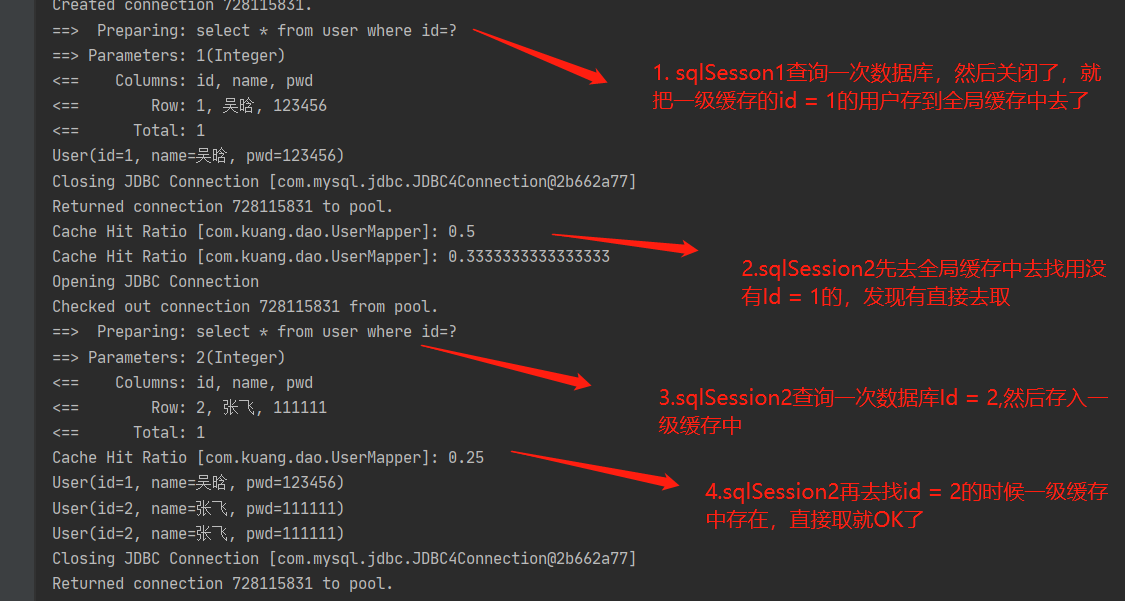 Created connection 728115831.
==>  Preparing: select * from user where id=?
==> Parameters: 1(Integer)
<==    Columns: id, name, pwd
<==        Row: 1, 吴晗, 123456
<==      Total: 1
User(id=1, name=吴晗, pwd=123456)
Closing JDBC Connection [com.mysql.jdbc.JDBC4Connection@2b662a77]
Returned connection 728115831 to pool.
Cache Hit Ratio [com.kuang.dao.UserMapper]: 0.5
Cache Hit Ratio [com.kuang.dao.UserMapper]: 0.3333333333333333
Opening JDBC Connection
Checked out connection 728115831 from pool.
==>  Preparing: select * from user where id=?
==> Parameters: 2(Integer)
<==    Columns: id, name, pwd
<==        Row: 2, 张飞, 111111
<==      Total: 1
Cache Hit Ratio [com.kuang.dao.UserMapper]: 0.25
User(id=1, name=吴晗, pwd=123456)
User(id=2, name=张飞, pwd=111111)
User(id=2, name=张飞, pwd=111111)
Closing JDBC Connection [com.mysql.jdbc.JDBC4Connection@2b662a77]
Returned connection 728115831 to pool.
1. sqlSesson1查询一次数据库，然后关闭了，就
把一级缓存的id = 1的用户存到全局缓存中去了
2.sqlSession2先去全局缓存中去找用没
有Id = 1的，发现有直接去取
3.sqlSession2查询一次数据库Id = 2,然后存入一
级缓存中
4.sqlSession2再去找id = 2的时候一级缓存
中存在，直接取就OK了